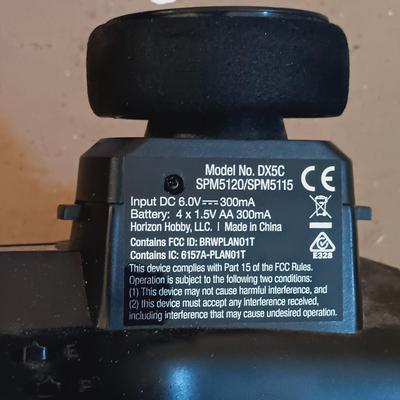 Model No. DX5C
SPM5120/SPM5115
CE
Input DC 6.0V⎓300mA
Battery: 4 x 1.5V AA 300mA
Horizon Hobby, LLC. | Made in China
Contains FCC ID: BRWPLAN01T
Contains IC: 6157A-PLAN01T
E328
This device complies with Part 15 of the FCC Rules.
Operation is subject to the following two conditions:
(1) This device may not cause harmful interference, and
(2) this device must accept any interference received,
including interference that may cause undesired operation.
E
F